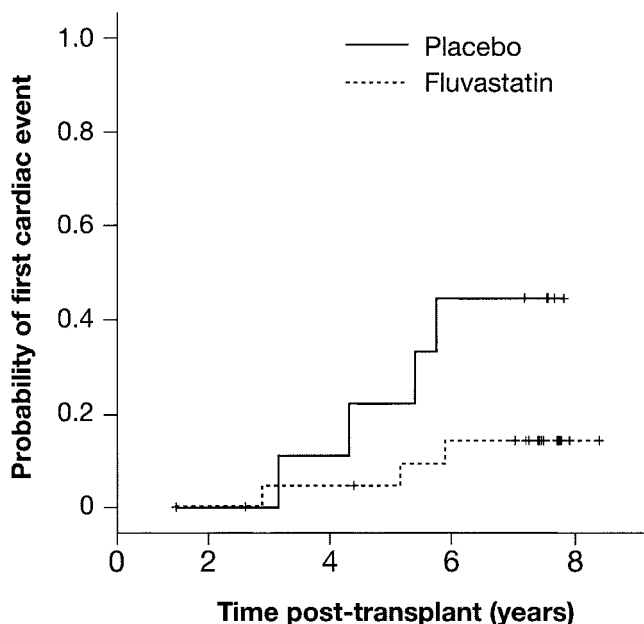 Probability of first cardiac event
1.0
0.8
0.6
0.4
0.2
0
Placebo
Fluvastatin
0 2 4 6 8
Time post-transplant (years)